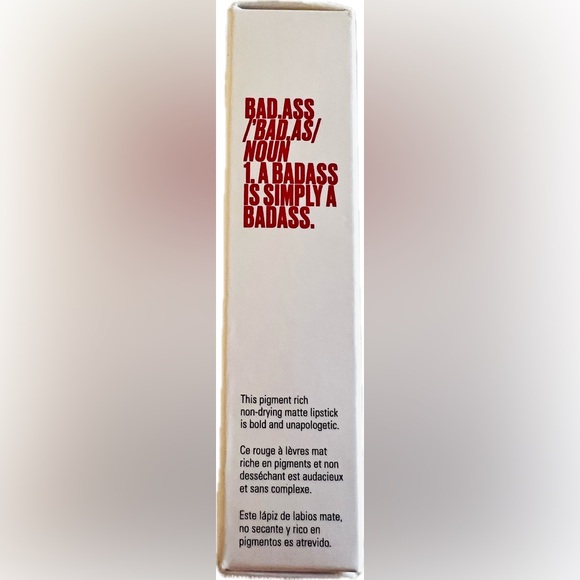 BAD.ASS
/'BAD.AS/
NOUN
1. A BADASS
IS SIMPLY A
BADASS.
This pigment rich
non-drying matte lipstick
is bold and unapologetic.
Ce rouge à lèvres mat
riche en pigments et non
desséchant est audacieux
et sans complexe.
Este lápiz de labios mate,
no secante y rico en
pigmentos es atrevido.